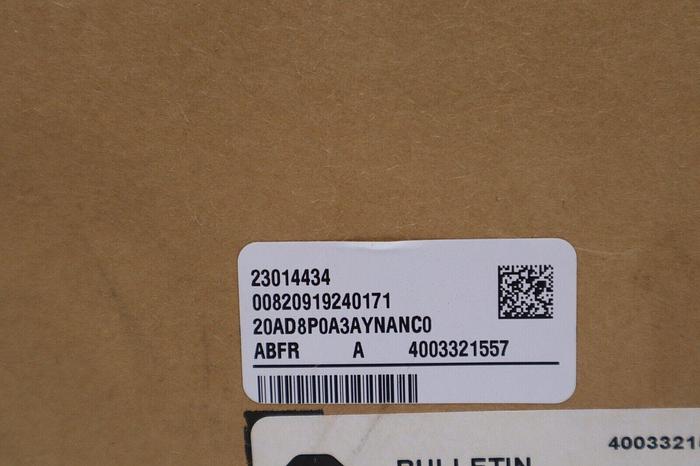 23014434
00820919240171
20AD8P0A3AYNANC0
ABFR A 4003321557
BULLETIN